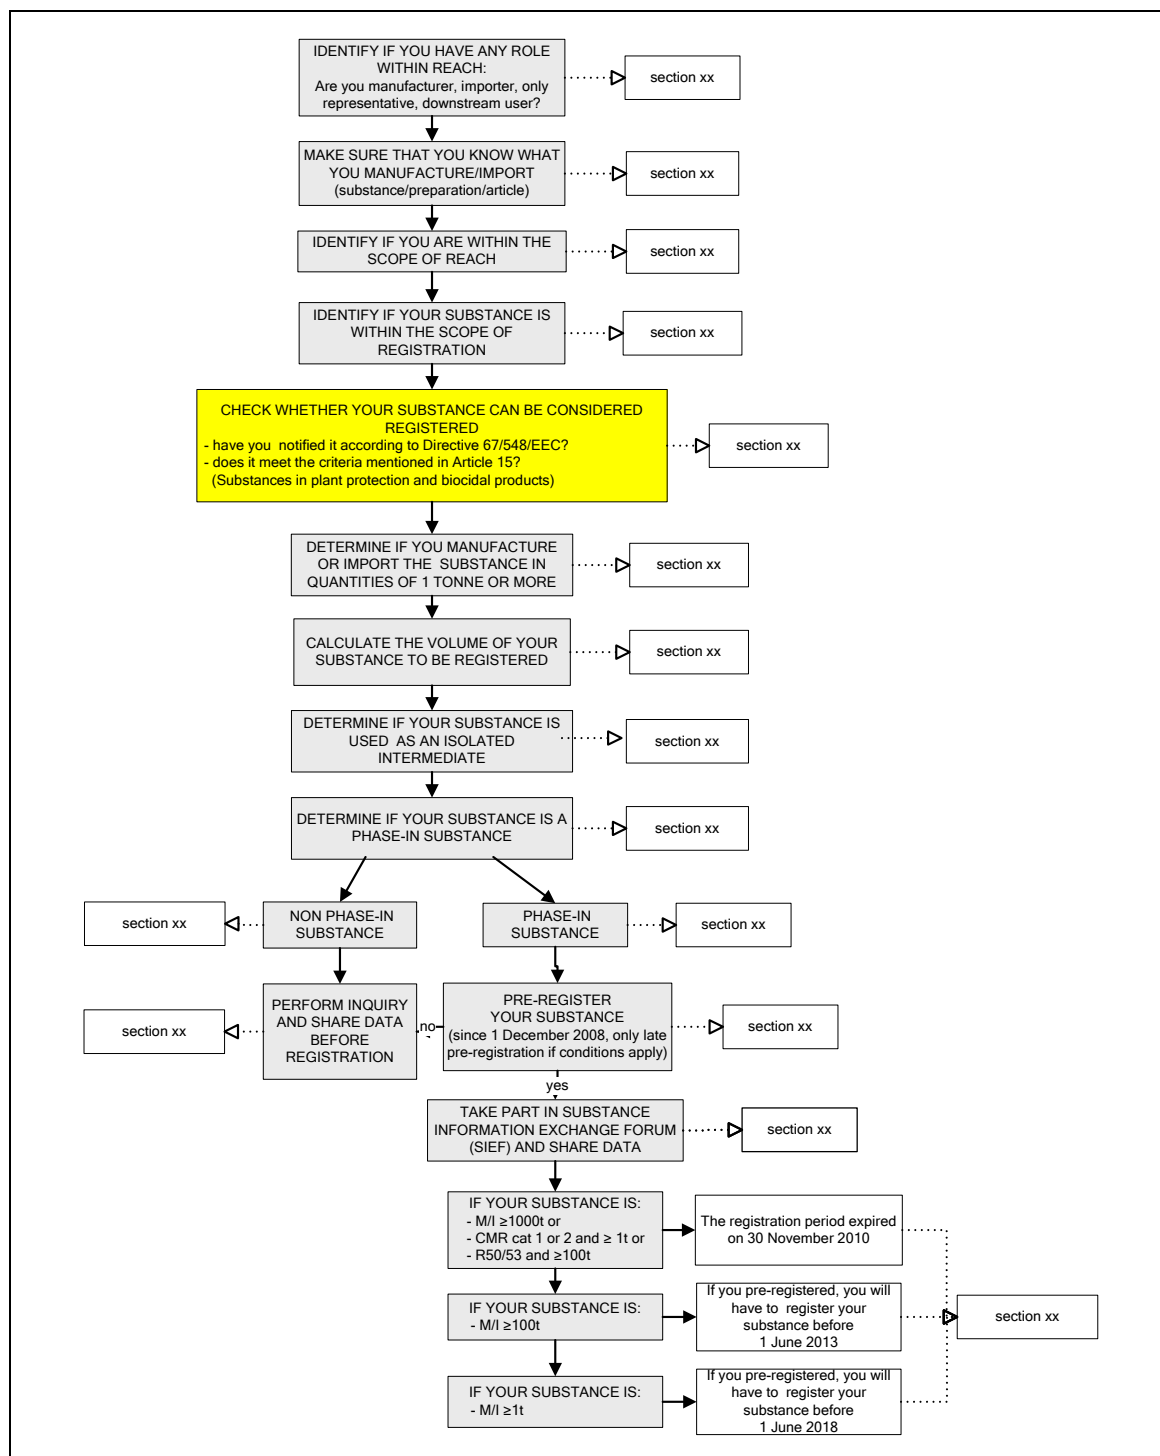 IDENTIFY IF YOU HAVE ANY ROLE
WITHIN REACH:
Are you manufacturer, importer, only
representative, downstream user?
section xx
MAKE SURE THAT YOU KNOW WHAT
YOU MANUFACTURE/IMPORT
(substance/preparation/article)
section xx
IDENTIFY IF YOU ARE WITHIN THE
SCOPE OF REACH
section xx
IDENTIFY IF YOUR SUBSTANCE IS
WITHIN THE SCOPE OF
REGISTRATION
section xx
CHECK WHETHER YOUR SUBSTANCE CAN BE CONSIDERED
REGISTERED
- have you notified it according to Directive 67/548/EEC?
- does it meet the criteria mentioned in Article 15?
(Substances in plant protection and biocidal products)
section xx
DETERMINE IF YOU MANUFACTURE
OR IMPORT THE SUBSTANCE IN
QUANTITIES OF 1 TONNE OR MORE
section xx
CALCULATE THE VOLUME OF YOUR
SUBSTANCE TO BE REGISTERED
section xx
DETERMINE IF YOUR SUBSTANCE IS
USED AS AN ISOLATED
INTERMEDIATE
section xx
DETERMINE IF YOUR SUBSTANCE IS A
PHASE-IN SUBSTANCE
section xx
section xx
NON PHASE-IN
SUBSTANCE
PHASE-IN
SUBSTANCE
section xx
section xx
PERFORM INQUIRY
AND SHARE DATA
BEFORE
REGISTRATION
no
PRE-REGISTER
YOUR SUBSTANCE
(since 1 December 2008, only late
pre-registration if conditions apply)
section xx
yes
TAKE PART IN SUBSTANCE
INFORMATION EXCHANGE FORUM
(SIEF) AND SHARE DATA
section xx
IF YOUR SUBSTANCE IS:
- M/I ≥1000t or
- CMR cat 1 or 2 and ≥ 1t or
- R50/53 and ≥100t
The registration period expired
on 30 November 2010
IF YOUR SUBSTANCE IS:
- M/I ≥100t
If you pre-registered, you will
have to register your
substance before
1 June 2013
section xx
IF YOUR SUBSTANCE IS:
- M/I ≥1t
If you pre-registered, you will
have to register your
substance before
1 June 2018